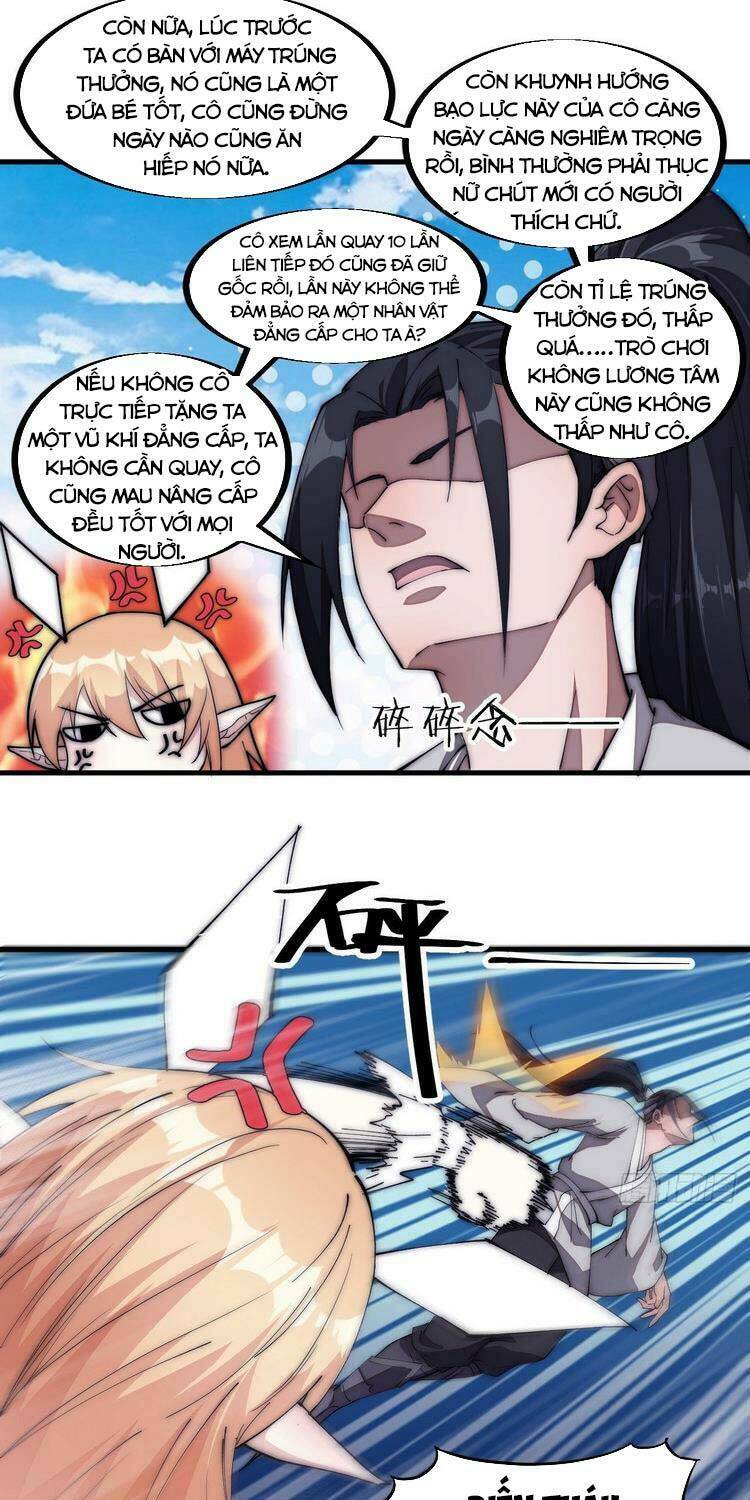 CÒN NỮA, LÚC TRƯỚC
TA CÓ BÀN VỚI MÁY TRÚNG
THƯỞNG, NÓ CŨNG LÀ MỘT
ĐỨA BÉ TỐT, CÔ CŨNG ĐỪNG
NGÀY NÀO CŨNG ĂN
HIẾP NÓ NỮA.
CÒN KHUYNH HƯỚNG
BẠO LỰC NÀY CỦA CÔ CÀNG
NGÀY CÀNG NGHIÊM TRỌNG
RỒI, BÌNH THƯỜNG PHẢI THỤC
NỮ CHÚT MỚI CÓ NGƯỜI
THÍCH CHỨ.
CÔ XEM LẦN QUAY 10 LẦN
LIÊN TIẾP ĐÓ CŨNG ĐÃ GIỮ
GỐC RỒI, LẦN NÀY KHÔNG THỂ
ĐẢM BẢO RA MỘT NHÂN VẬT
ĐẲNG CẤP CHO TA À?
CÒN TỈ LỆ TRÚNG
THƯỞNG ĐÓ, THẤP
QUÁ.....TRÒ CHƠI
KHÔNG LƯƠNG TÂM
NÀY CŨNG KHÔNG
THẤP NHƯ CÔ.
NẾU KHÔNG CÔ
TRỰC TIẾP TẶNG TA
MỘT VŨ KHÍ ĐẲNG CẤP, TA
KHÔNG CẦN QUAY, CÔ
CŨNG MAU NÂNG CẤP
ĐỀU TỐT VỚI MỌI
NGƯỜI.
碎碎念——
砰——